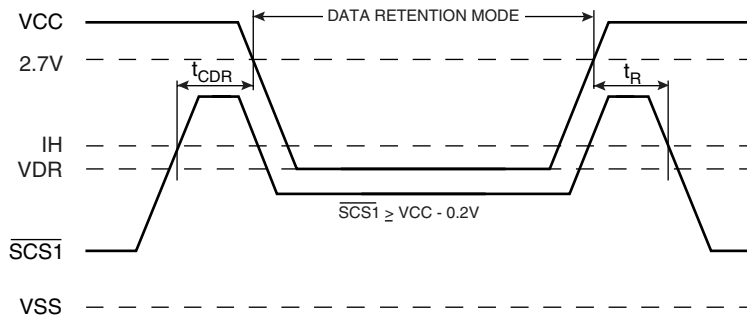 VCC
DATA RETENTION MODE
2.7V
tCDR
tR
IH
VDR
SCS1 ≥ VCC - 0.2V
SCS1
VSS